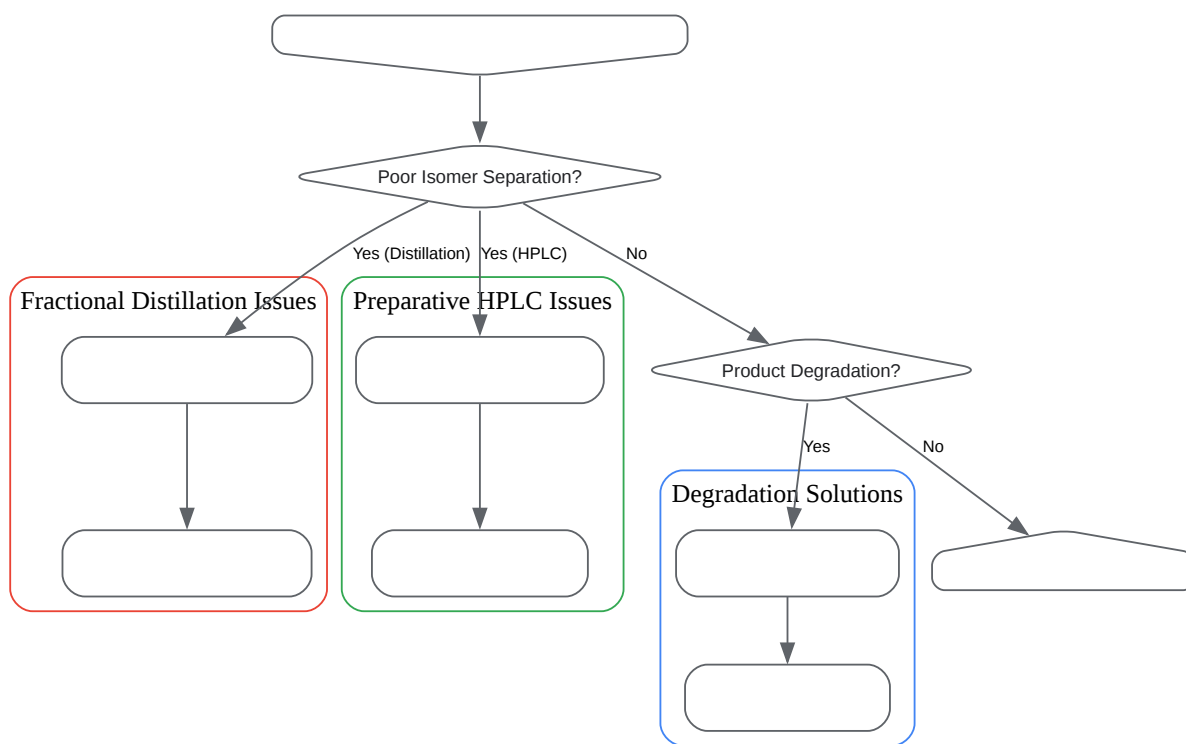 Poor Isomer Separation?
Yes (Distillation)
Yes (HPLC)
No
Fractional Distillation Issues
Preparative HPLC Issues
Product Degradation?
Yes
No
Degradation Solutions